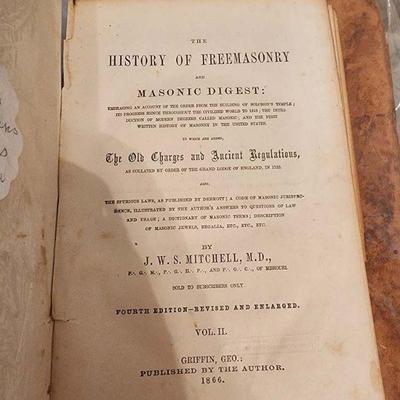 THE
HISTORY OF FREEMASONRY
AND
MASONIC DIGEST:
EMBRACING AN ACCOUNT OF THE ORDER FROM THE BUILDING OF SOLOMON'S TEMPLE;
ITS PROGRESS THENCE THROUGHOUT THE CIVILIZED WORLD TO 1858; THE INTRO-
DUCTION OF MODERN DEGREES CALLED MASONIC; AND THE FIRST
WRITTEN HISTORY OF MASONRY IN THE UNITED STATES.
TO WHICH ARE ADDED,
The Old Charges and Ancient Regulations,
AS COLLATED BY ORDER OF THE GRAND LODGE OF ENGLAND, IN 1722.
ALSO,
THE SPURIOUS LAWS, AS PUBLISHED BY DERMOTT; A CODE OF MASONIC JURISPRU-
DENCE, ILLUSTRATED BY THE AUTHOR'S ANSWERS TO QUESTIONS OF LAW
AND USAGE; A DICTIONARY OF MASONIC TERMS; DESCRIPTION
OF MASONIC JEWELS, REGALIA, ETC., ETC., ETC.
BY
J. W. S. MITCHELL, M.D.,
P∴ G∴ M∴, P∴ G∴ H∴ P∴, AND P∴ G∴ C∴, OF MISSOURI.
SOLD TO SUBSCRIBERS ONLY.
FOURTH EDITION—REVISED AND ENLARGED.
VOL. II.
GRIFFIN, GEO.:
PUBLISHED BY THE AUTHOR.
1866.